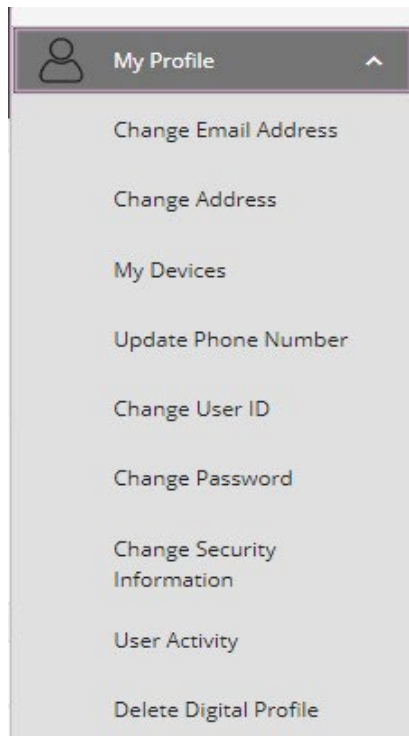 My Profile
Change Email Address
Change Address
My Devices
Update Phone Number
Change User ID
Change Password
Change Security
Information
User Activity
Delete Digital Profile